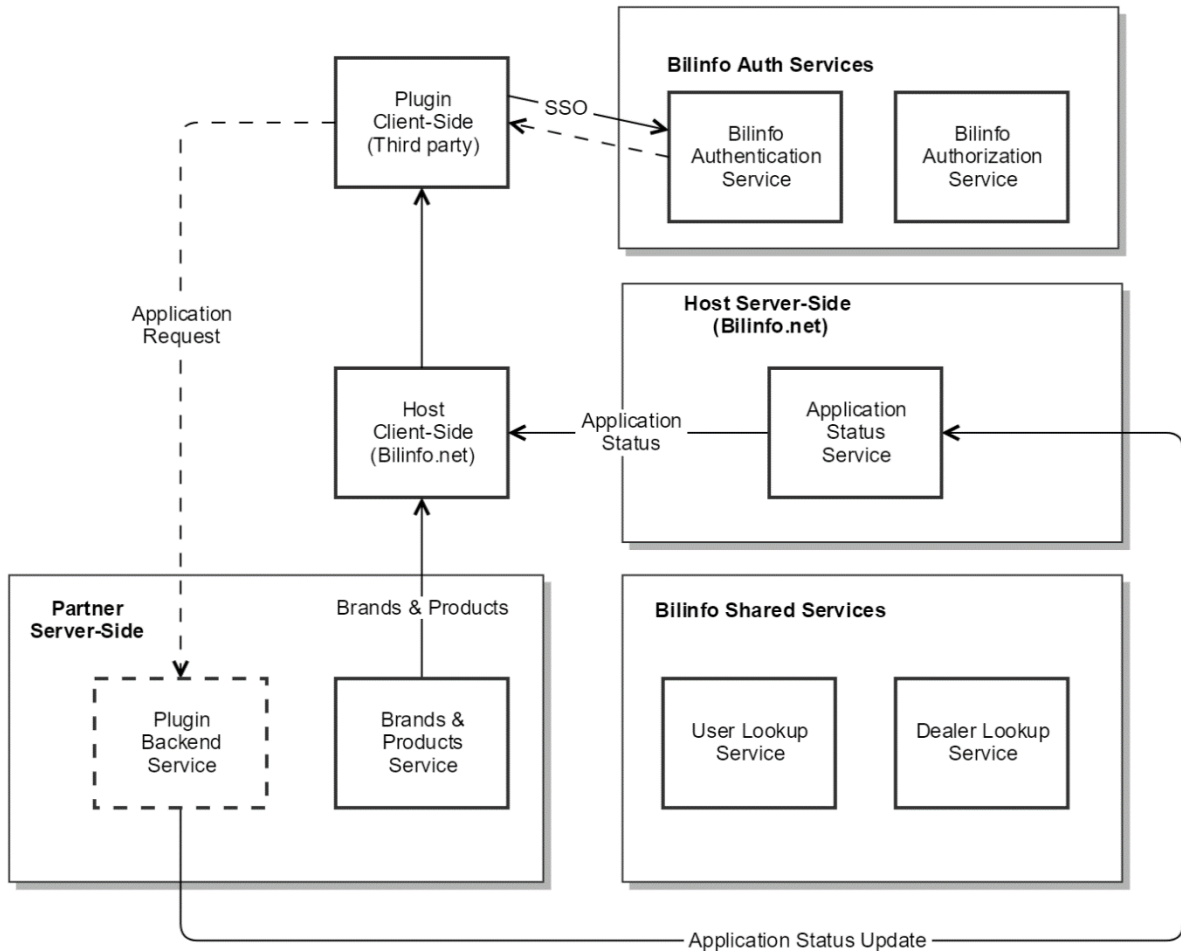 Bilinfo Auth Services
Plugin
Client-Side
(Third party)
SSO
Bilinfo
Authentication
Service
Bilinfo
Authorization
Service
Application
Request
Host Server-Side
(Bilinfo.net)
Host
Client-Side
(Bilinfo.net)
Application
Status
Application
Status
Service
Partner
Server-Side
Brands & Products
Bilinfo Shared Services
Plugin
Backend
Service
Brands &
Products
Service
User Lookup
Service
Dealer Lookup
Service
Application Status Update